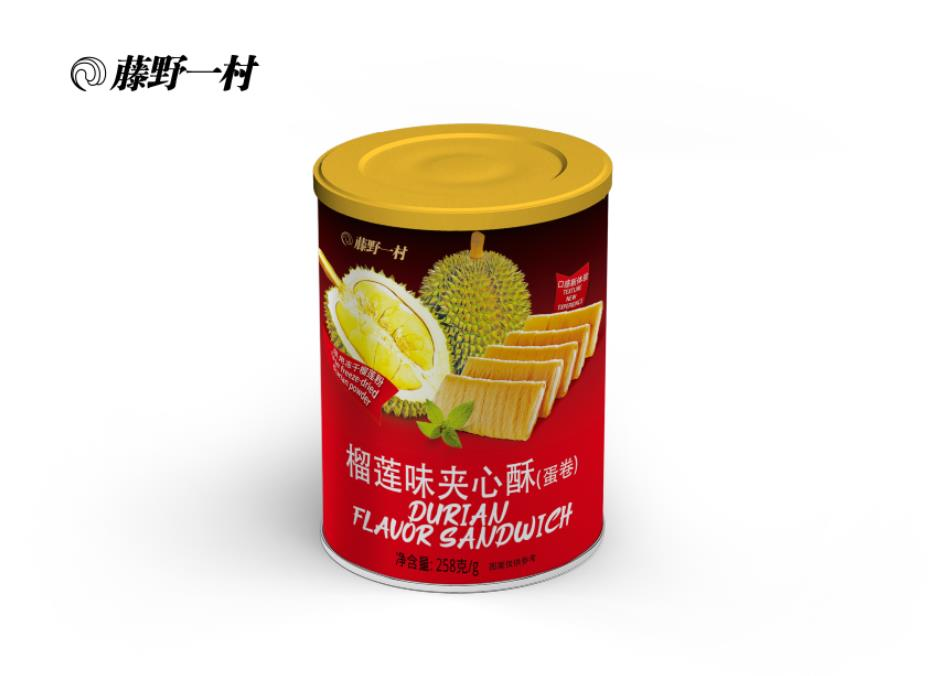 藤野一村
藤野一村
口感新体验
TEXTURE
NEW
EXPERIENCE
冻干榴莲粉
freeze-dried
durian powder
榴莲味夹心酥(蛋卷)
DURIAN
FLAVOR SANDWICH
净含量: 258克/g
图案仅供参考